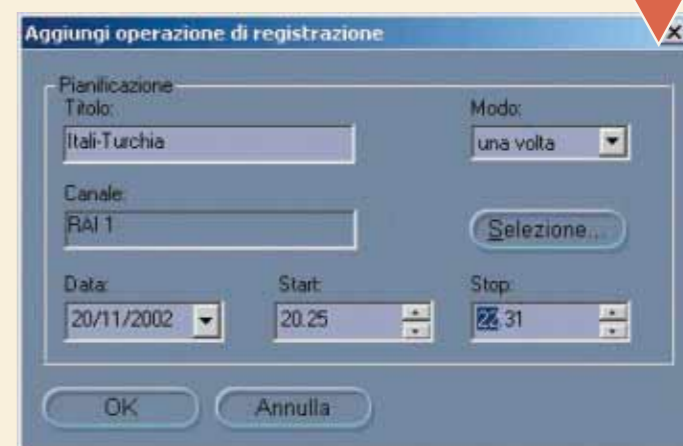 Aggiungi operazione di registrazione
Pianificazione
Titolo: Modo:
Itali-Turchia una volta
Canale:
RAI 1 Selezione...
Data: Start: Stop:
20/11/2002 20.25 22.31
OK Annulla